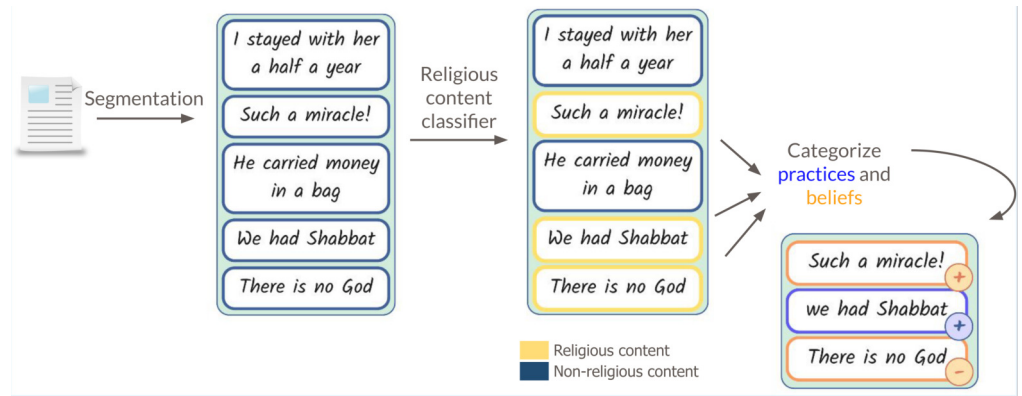 Segmentation
I stayed with her
a half a year
Such a miracle!
He carried money
in a bag
We had Shabbat
There is no God
Religious
content
classifier
I stayed with her
a half a year
Such a miracle!
He carried money
in a bag
We had Shabbat
There is no God
Religious content
Non-religious content
Categorize
practices and
beliefs
Such a miracle!
+
we had Shabbat
+
There is no God
-